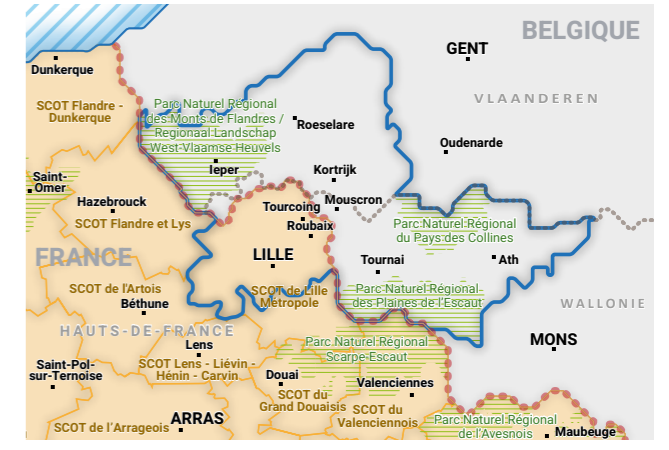 BELGIQUE
GENT
Dunkerque
VLAANDEREN
SCOT Flandre -
Dunkerque
Parc Naturel Régional
des Monts de Flandres /
Regionaal Landschap
West-Vlaamse Heuvels
Roeselare
Oudenarde
Ieper
Kortrijk
Saint-
Omer
Hazebrouck
Tourcoing
Mouscron
SCOT Flandre et Lys
Roubaix
Parc Naturel Régional
du Pays des Collines
FRANCE
LILLE
Tournai
Ath
SCOT de l'Artois
SCOT de Lille
Métropole
Parc Naturel Régional
des Plaines de l'Escaut
Béthune
WALLONIE
HAUTS-DE-FRANCE
Lens
Parc Naturel Régional
Scarpe Escaut
MONS
Saint-Pol-
sur-Ternoise
SCOT Lens - Liévin -
Hénin - Carvin
Douai
Valenciennes
SCOT du
Grand Douaisis
SCOT du
Valenciennois
ARRAS
SCOT de l'Arrageois
Parc Naturel Régional
de l'Avesnois
Maubeuge